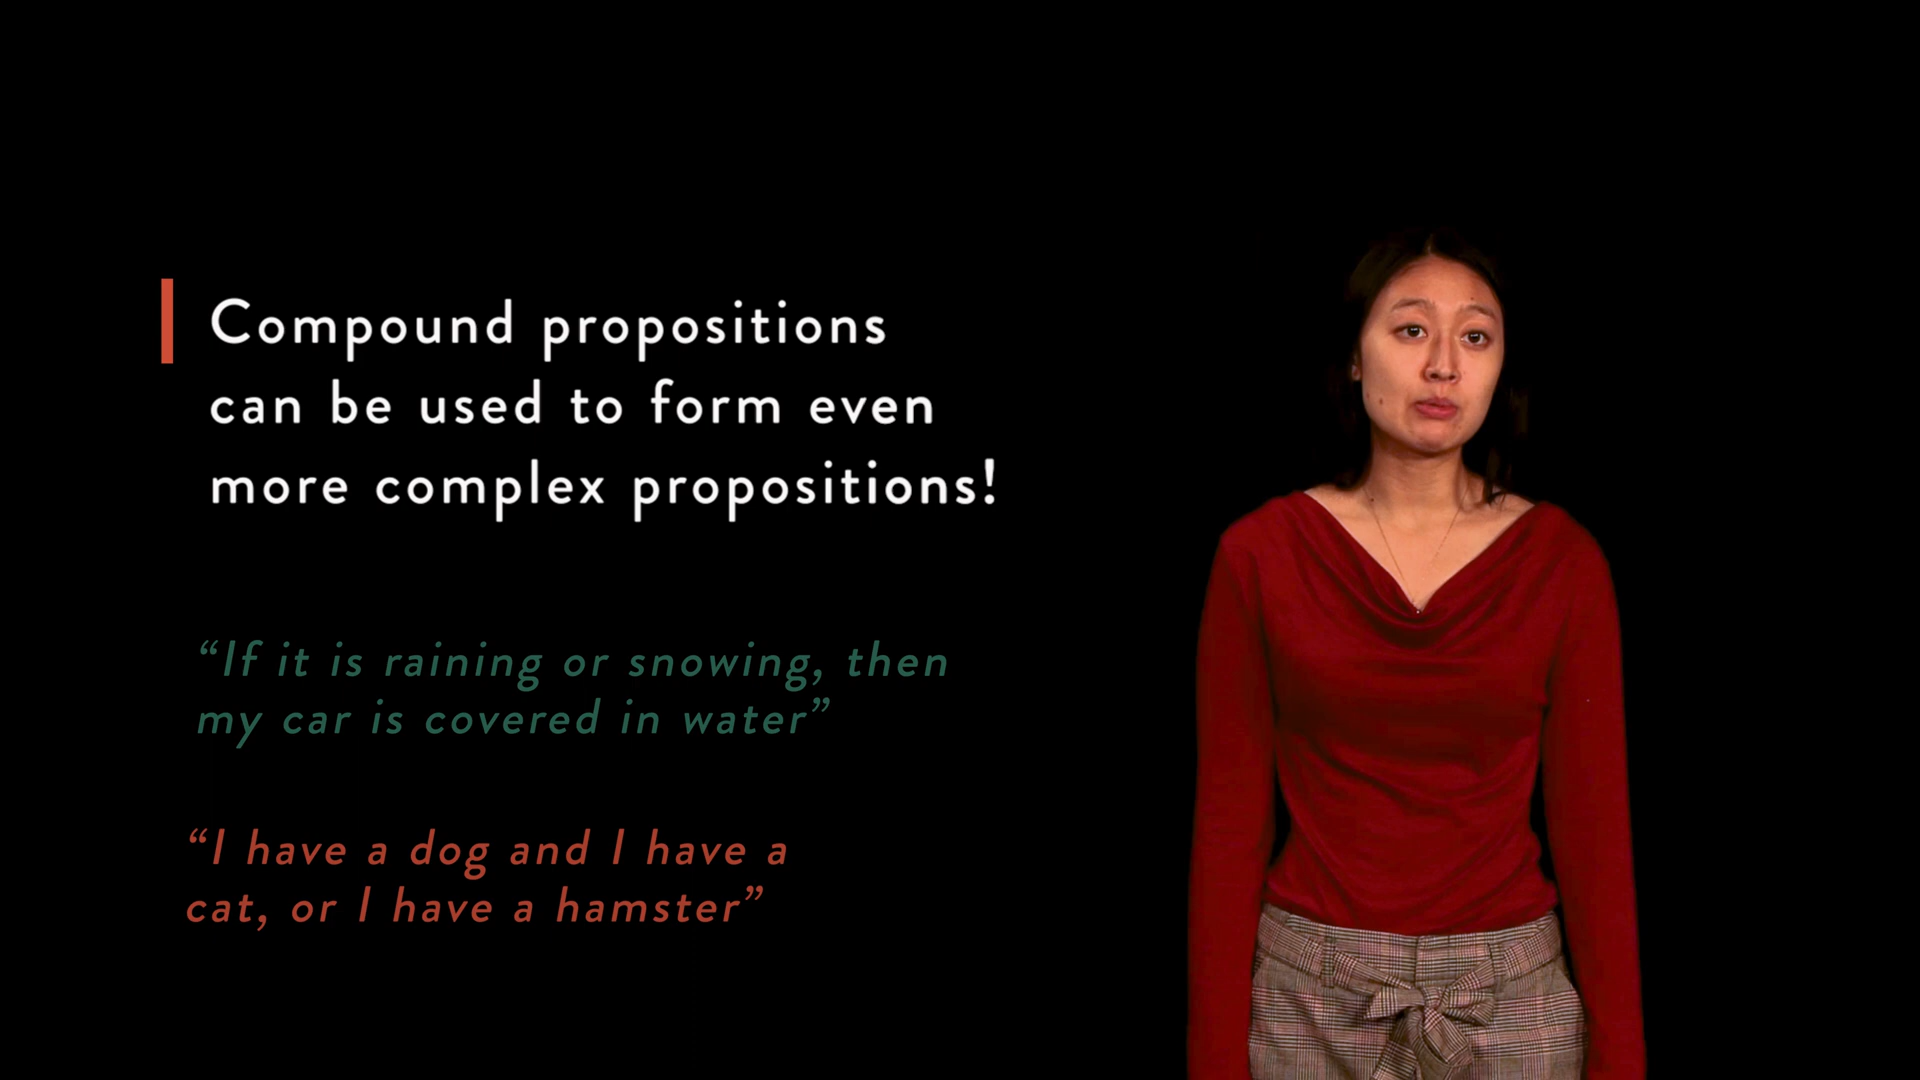 Compound propositions
can be used to form even
more complex propositions!
“If it is raining or snowing, then
my car is covered in water”
“I have a dog and I have a
cat, or I have a hamster”